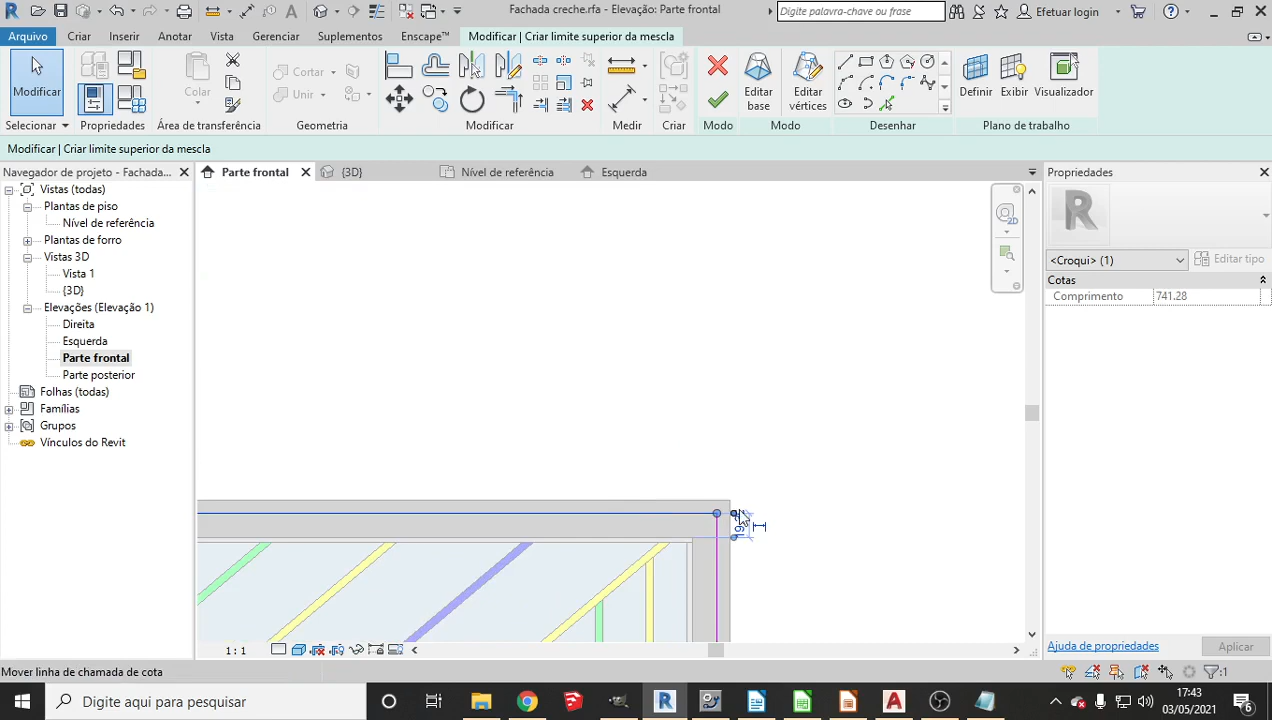 Fachada creche.rfa - Elevação: Parte frontal
Digite palavra-chave ou frase
Efetuar login
Arquivo
Criar
Inserir
Anotar
Vista
Gerenciar
Suplementos
Enscape™
Modificar | Criar limite superior da mescla
Modificar
Colar
Cortar
Unir
Editar base
Editar vértices
Definir
Exibir
Visualizador
Selecionar
Propriedades
Área de transferência
Geometria
Modificar
Medir
Criar
Modo
Modo
Desenhar
Plano de trabalho
Modificar | Criar limite superior da mescla
Navegador de projeto - Fachada...
Parte frontal
{3D}
Nível de referência
Esquerda
Propriedades
Vistas (todas)
Plantas de piso
Nível de referência
Plantas de forro
Vistas 3D
Vista 1
{3D}
Elevações (Elevação 1)
Direita
Esquerda
Parte frontal
Parte posterior
Folhas (todas)
Famílias
Grupos
Vínculos do Revit
2D
R
<Croqui> (1)
Editar tipo
Cotas
Comprimento
741.28
1 : 1
Ajuda de propriedades
Aplicar
Mover linha de chamada de cota
:1
Digite aqui para pesquisar
17:43
03/05/2021
6